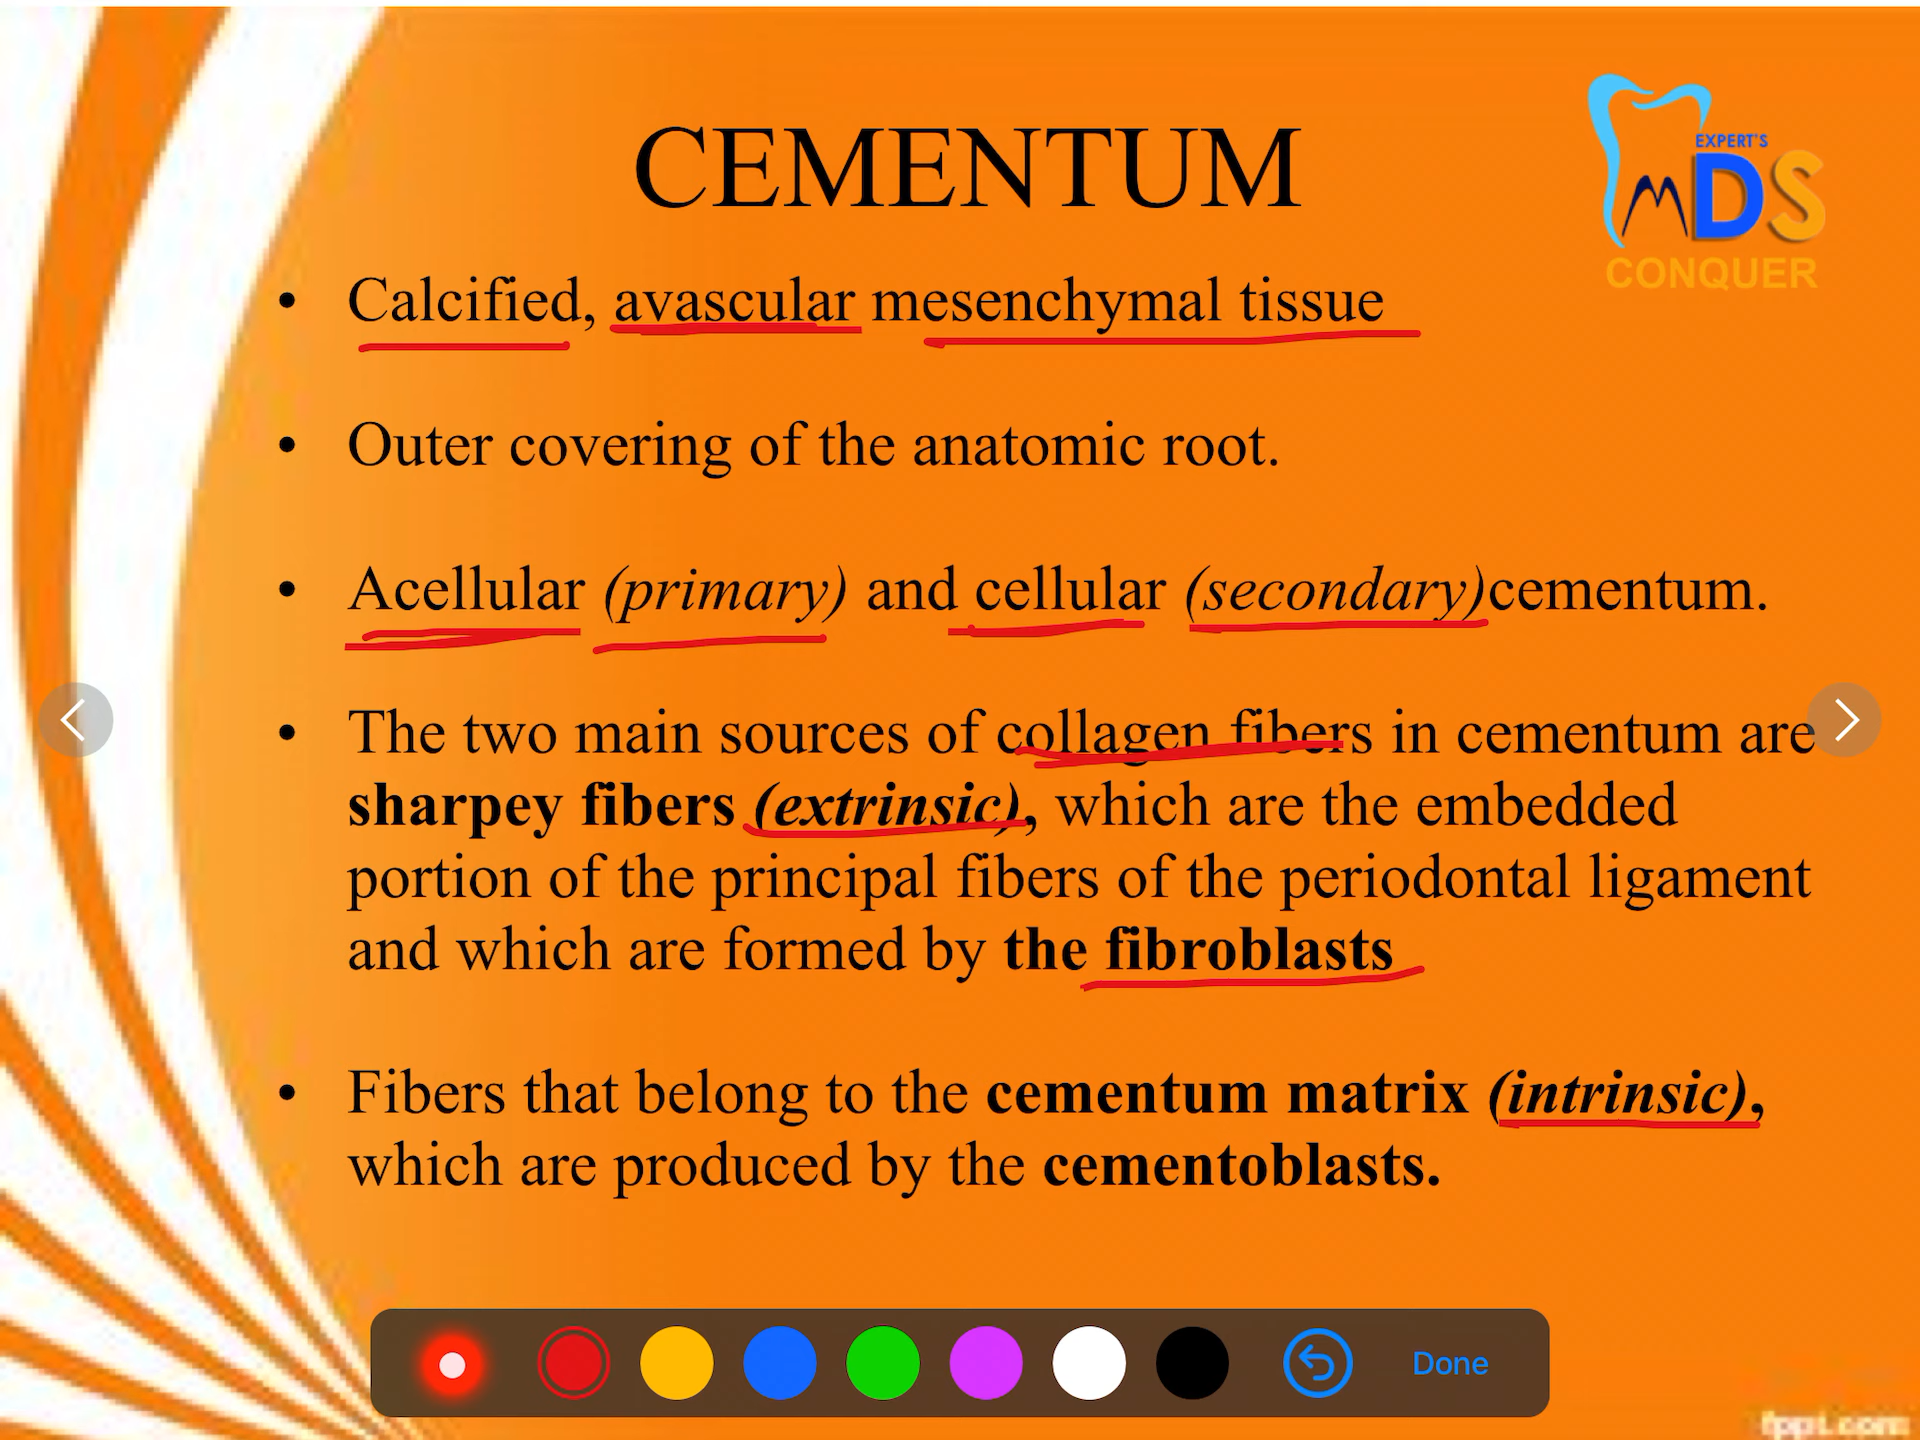 CEMENTUM
EXPERT'S
MDS
CONQUER
• Calcified, avascular mesenchymal tissue
• Outer covering of the anatomic root.
• Acellular (primary) and cellular (secondary)cementum.
• The two main sources of collagen fibers in cementum are
sharpey fibers (extrinsic), which are the embedded
portion of the principal fibers of the periodontal ligament
and which are formed by the fibroblasts
• Fibers that belong to the cementum matrix (intrinsic),
which are produced by the cementoblasts.
Done
fppt.com